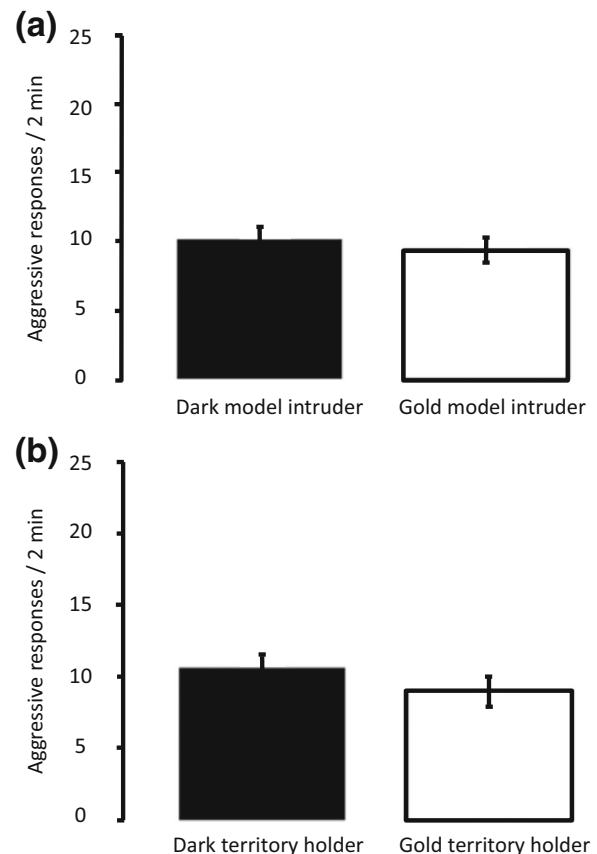 (a)
Aggressive responses / 2 min
25
20
15
10
5
0
Dark model intruder Gold model intruder
(b)
Aggressive responses / 2 min
25
20
15
10
5
0
Dark territory holder Gold territory holder